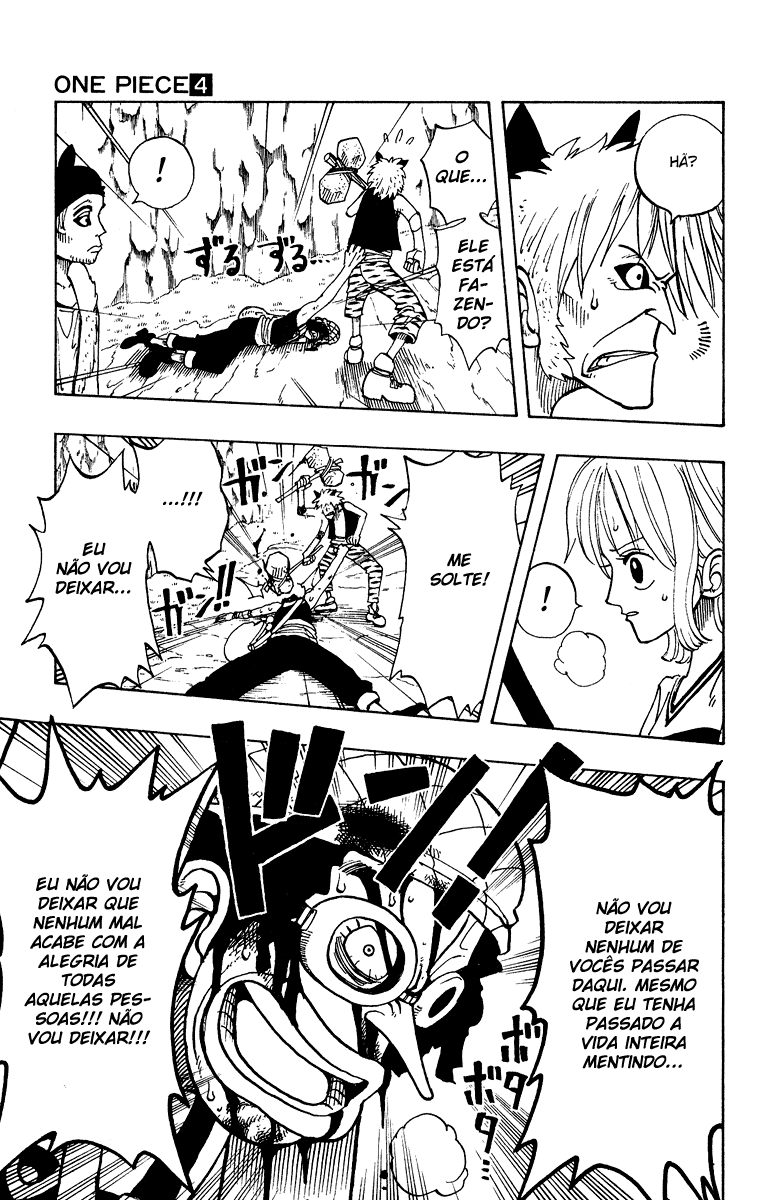 ONE PIECE 4
HÃ?
O
QUE...
ELE
ESTÁ
FA-
ZEN-
DO?
!
ずる ずる...
!
ME
SOLTE!
ガン
ガン
ガン!!
...!!!
EU
NÃO VOU
DEIXAR...
ドン!!
NÃO VOU
DEIXAR
NENHUM DE
VOCÊS PASSAR
DAQUI. MESMO
QUE EU TENHA
PASSADO A
VIDA INTEIRA
MENTINDO...
EU NÃO VOU
DEIXAR QUE
NENHUM MAL
ACABE COM A
ALEGRIA DE
TODAS
AQUELAS PES-
SOAS!!! NÃO
VOU DEIXAR!!!
ボタ
ボタ...